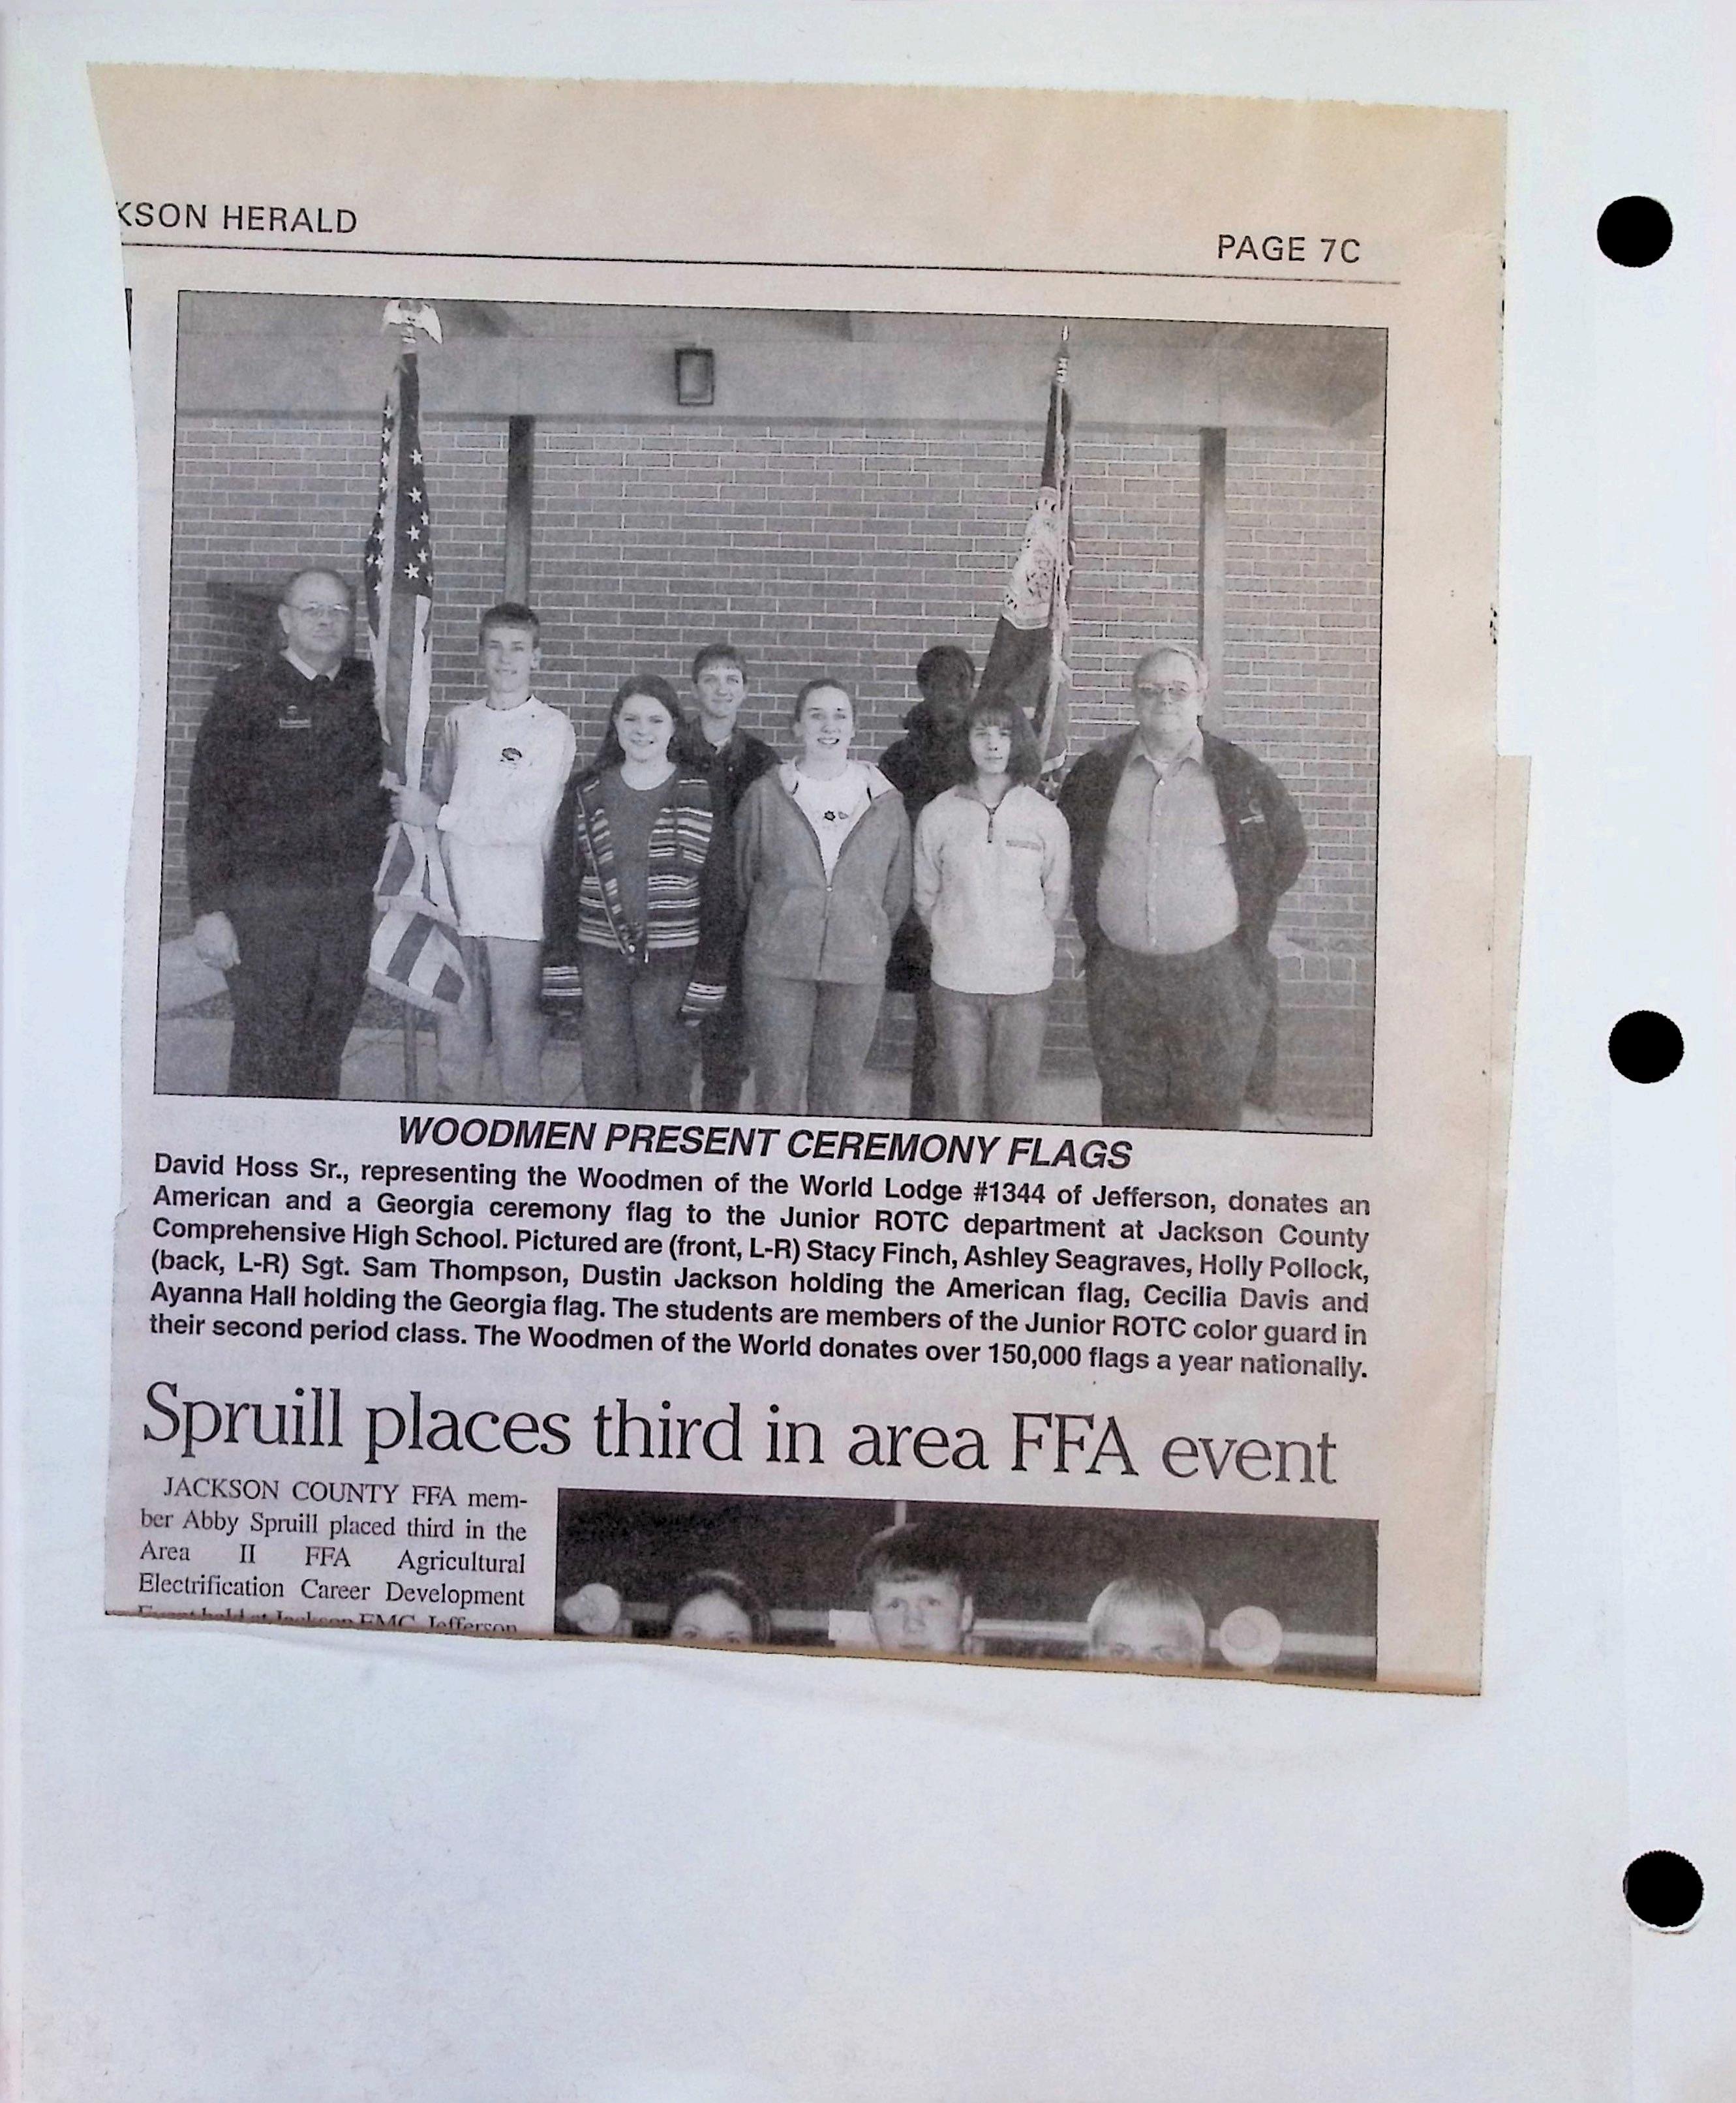 KSON HERALD
PAGE 7C
WOODMEN PRESENT CEREMONY FLAGS
David Hoss Sr., representing the Woodmen of the World Lodge #1344 of Jefferson, donates an
American and a Georgia ceremony flag to the Junior ROTC department at Jackson County
Comprehensive High School. Pictured are (front, L-R) Stacy Finch, Ashley Seagraves, Holly Pollock,
(back, L-R) Sgt. Sam Thompson, Dustin Jackson holding the American flag, Cecilia Davis and
Ayanna Hall holding the Georgia flag. The students are members of the Junior ROTC color guard in
their second period class. The Woodmen of the World donates over 150,000 flags a year nationally.
Spruill places third in area FFA event
JACKSON COUNTY FFA mem-
ber Abby Spruill placed third in the
Area II FFA Agricultural
Electrification Career Development
Event held at Jackson EMC, Jefferson,